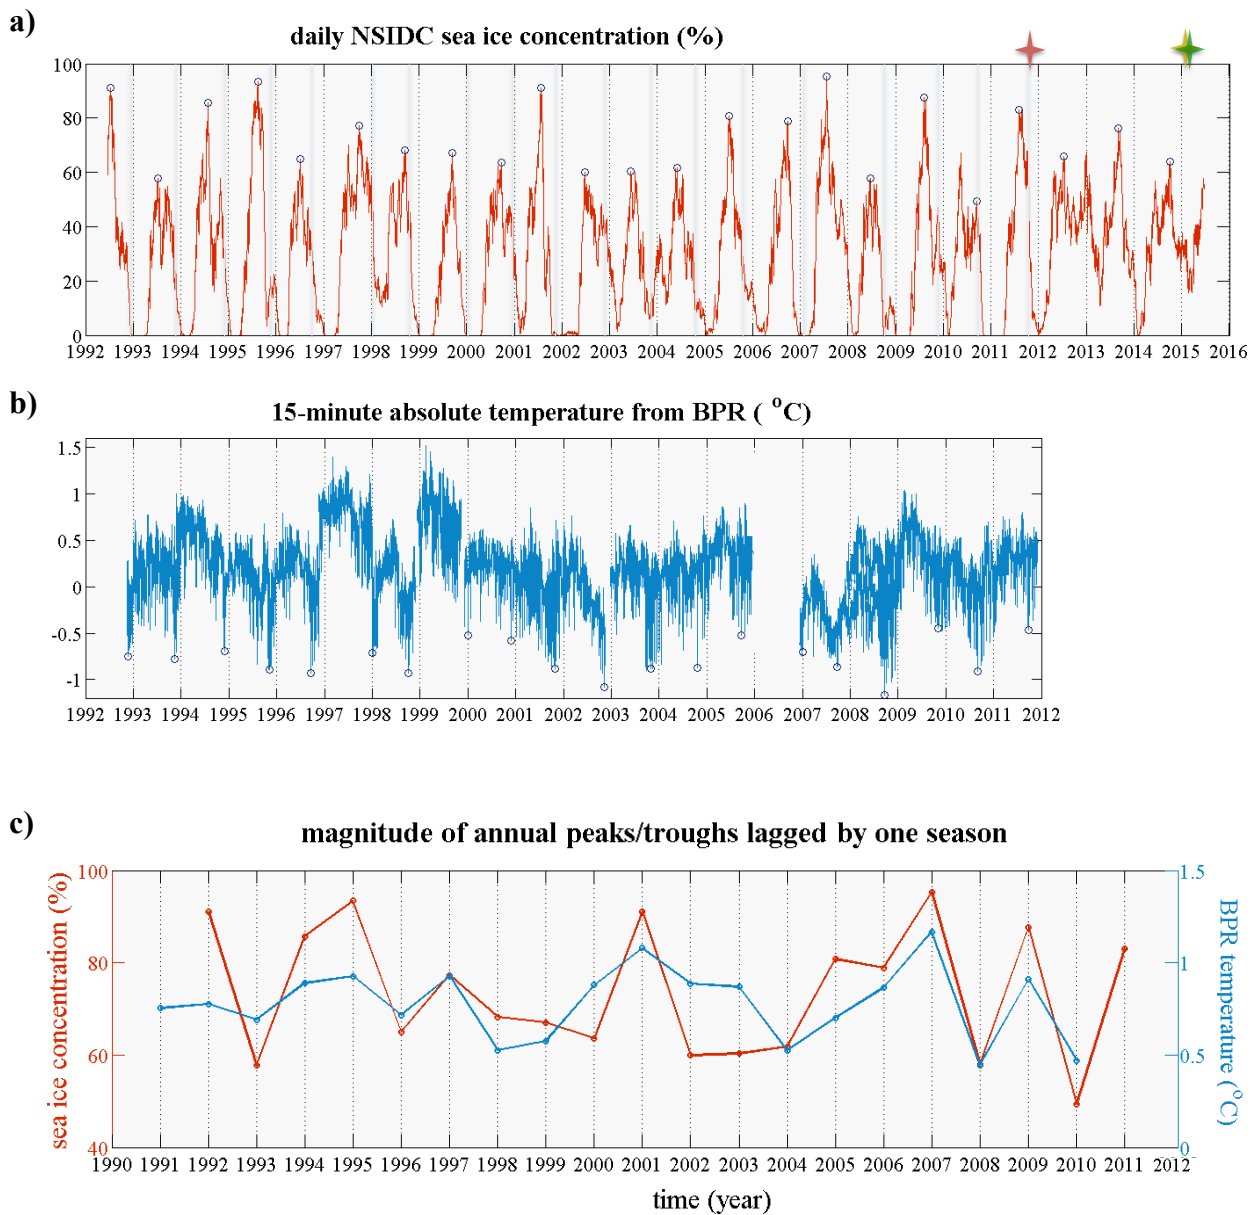 a)
daily NSIDC sea ice concentration (%)
100
80
60
40
20
0
1992 1993 1994 1995 1996 1997 1998 1999 2000 2001 2002 2003 2004 2005 2006 2007 2008 2009 2010 2011 2012 2013 2014 2015 2016
b)
15-minute absolute temperature from BPR ( °C)
1.5
1
0.5
0
-0.5
-1
1992 1993 1994 1995 1996 1997 1998 1999 2000 2001 2002 2003 2004 2005 2006 2007 2008 2009 2010 2011 2012
c)
magnitude of annual peaks/troughs lagged by one season
sea ice concentration (%)
100
80
60
40
1.5
1
0.5
0
BPR temperature (°C)
1990 1991 1992 1993 1994 1995 1996 1997 1998 1999 2000 2001 2002 2003 2004 2005 2006 2007 2008 2009 2010 2011 2012
time (year)